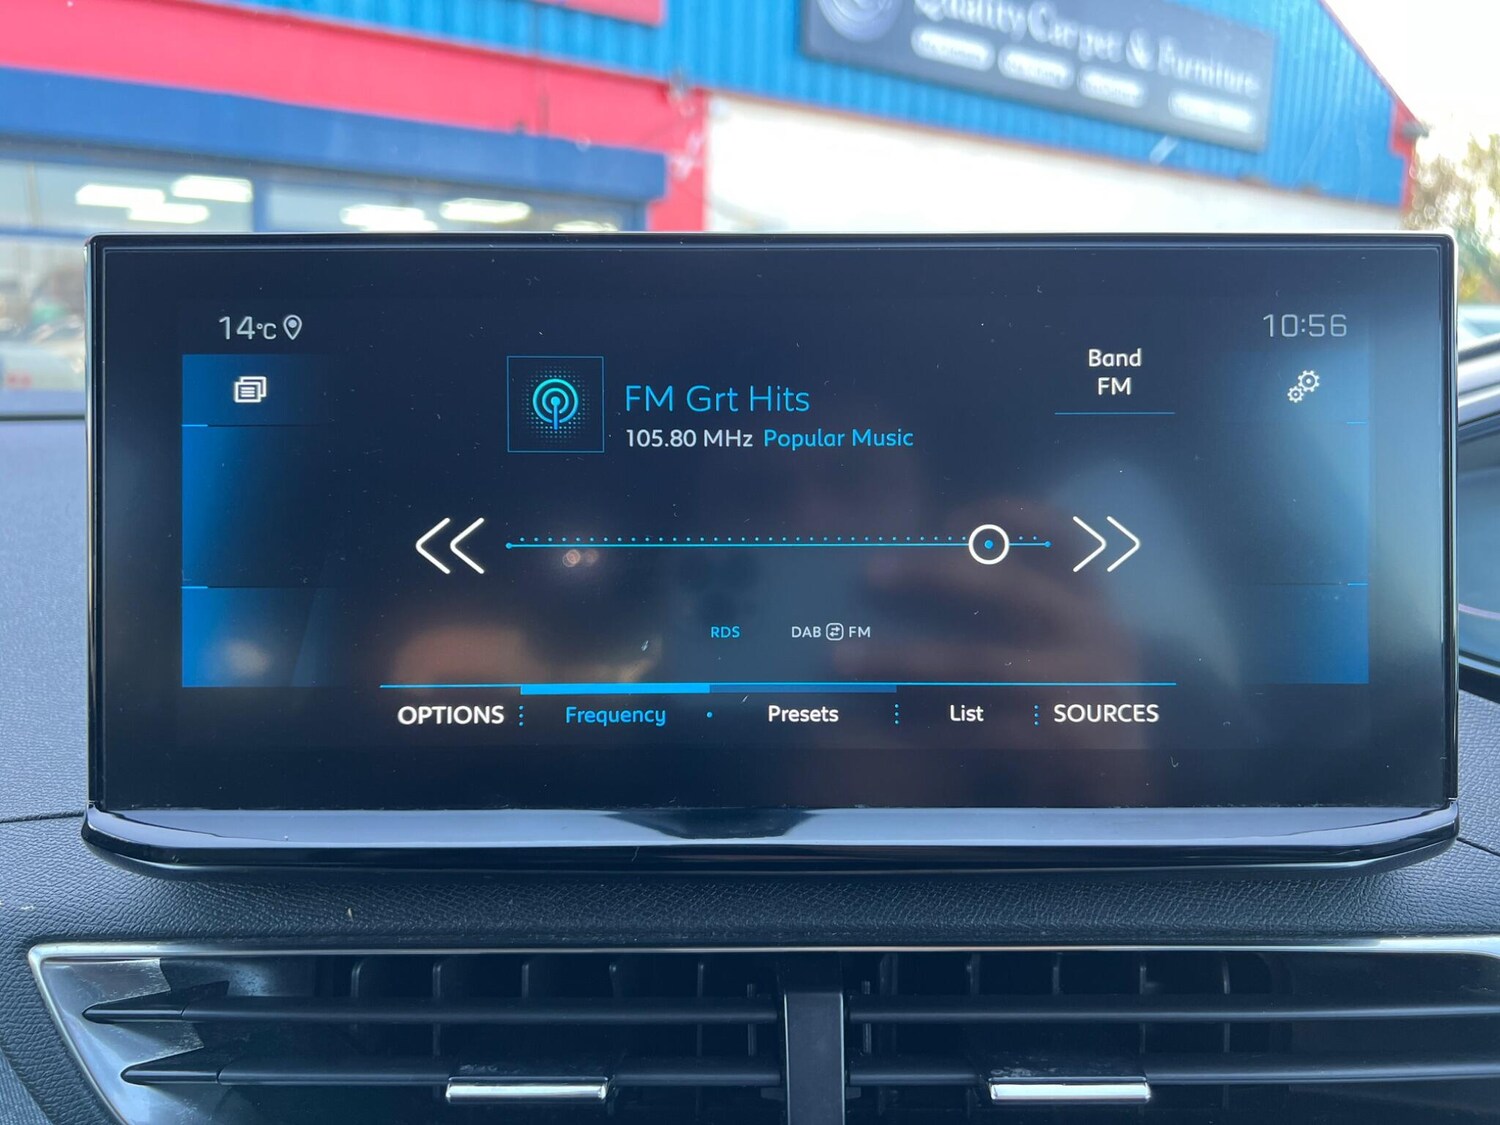 Quality Carpet & Furniture
14°C
10:56
Band
FM
FM Grt Hits
105.80 MHz Popular Music
RDS
DAB FM
OPTIONS
Frequency
Presets
List
SOURCES